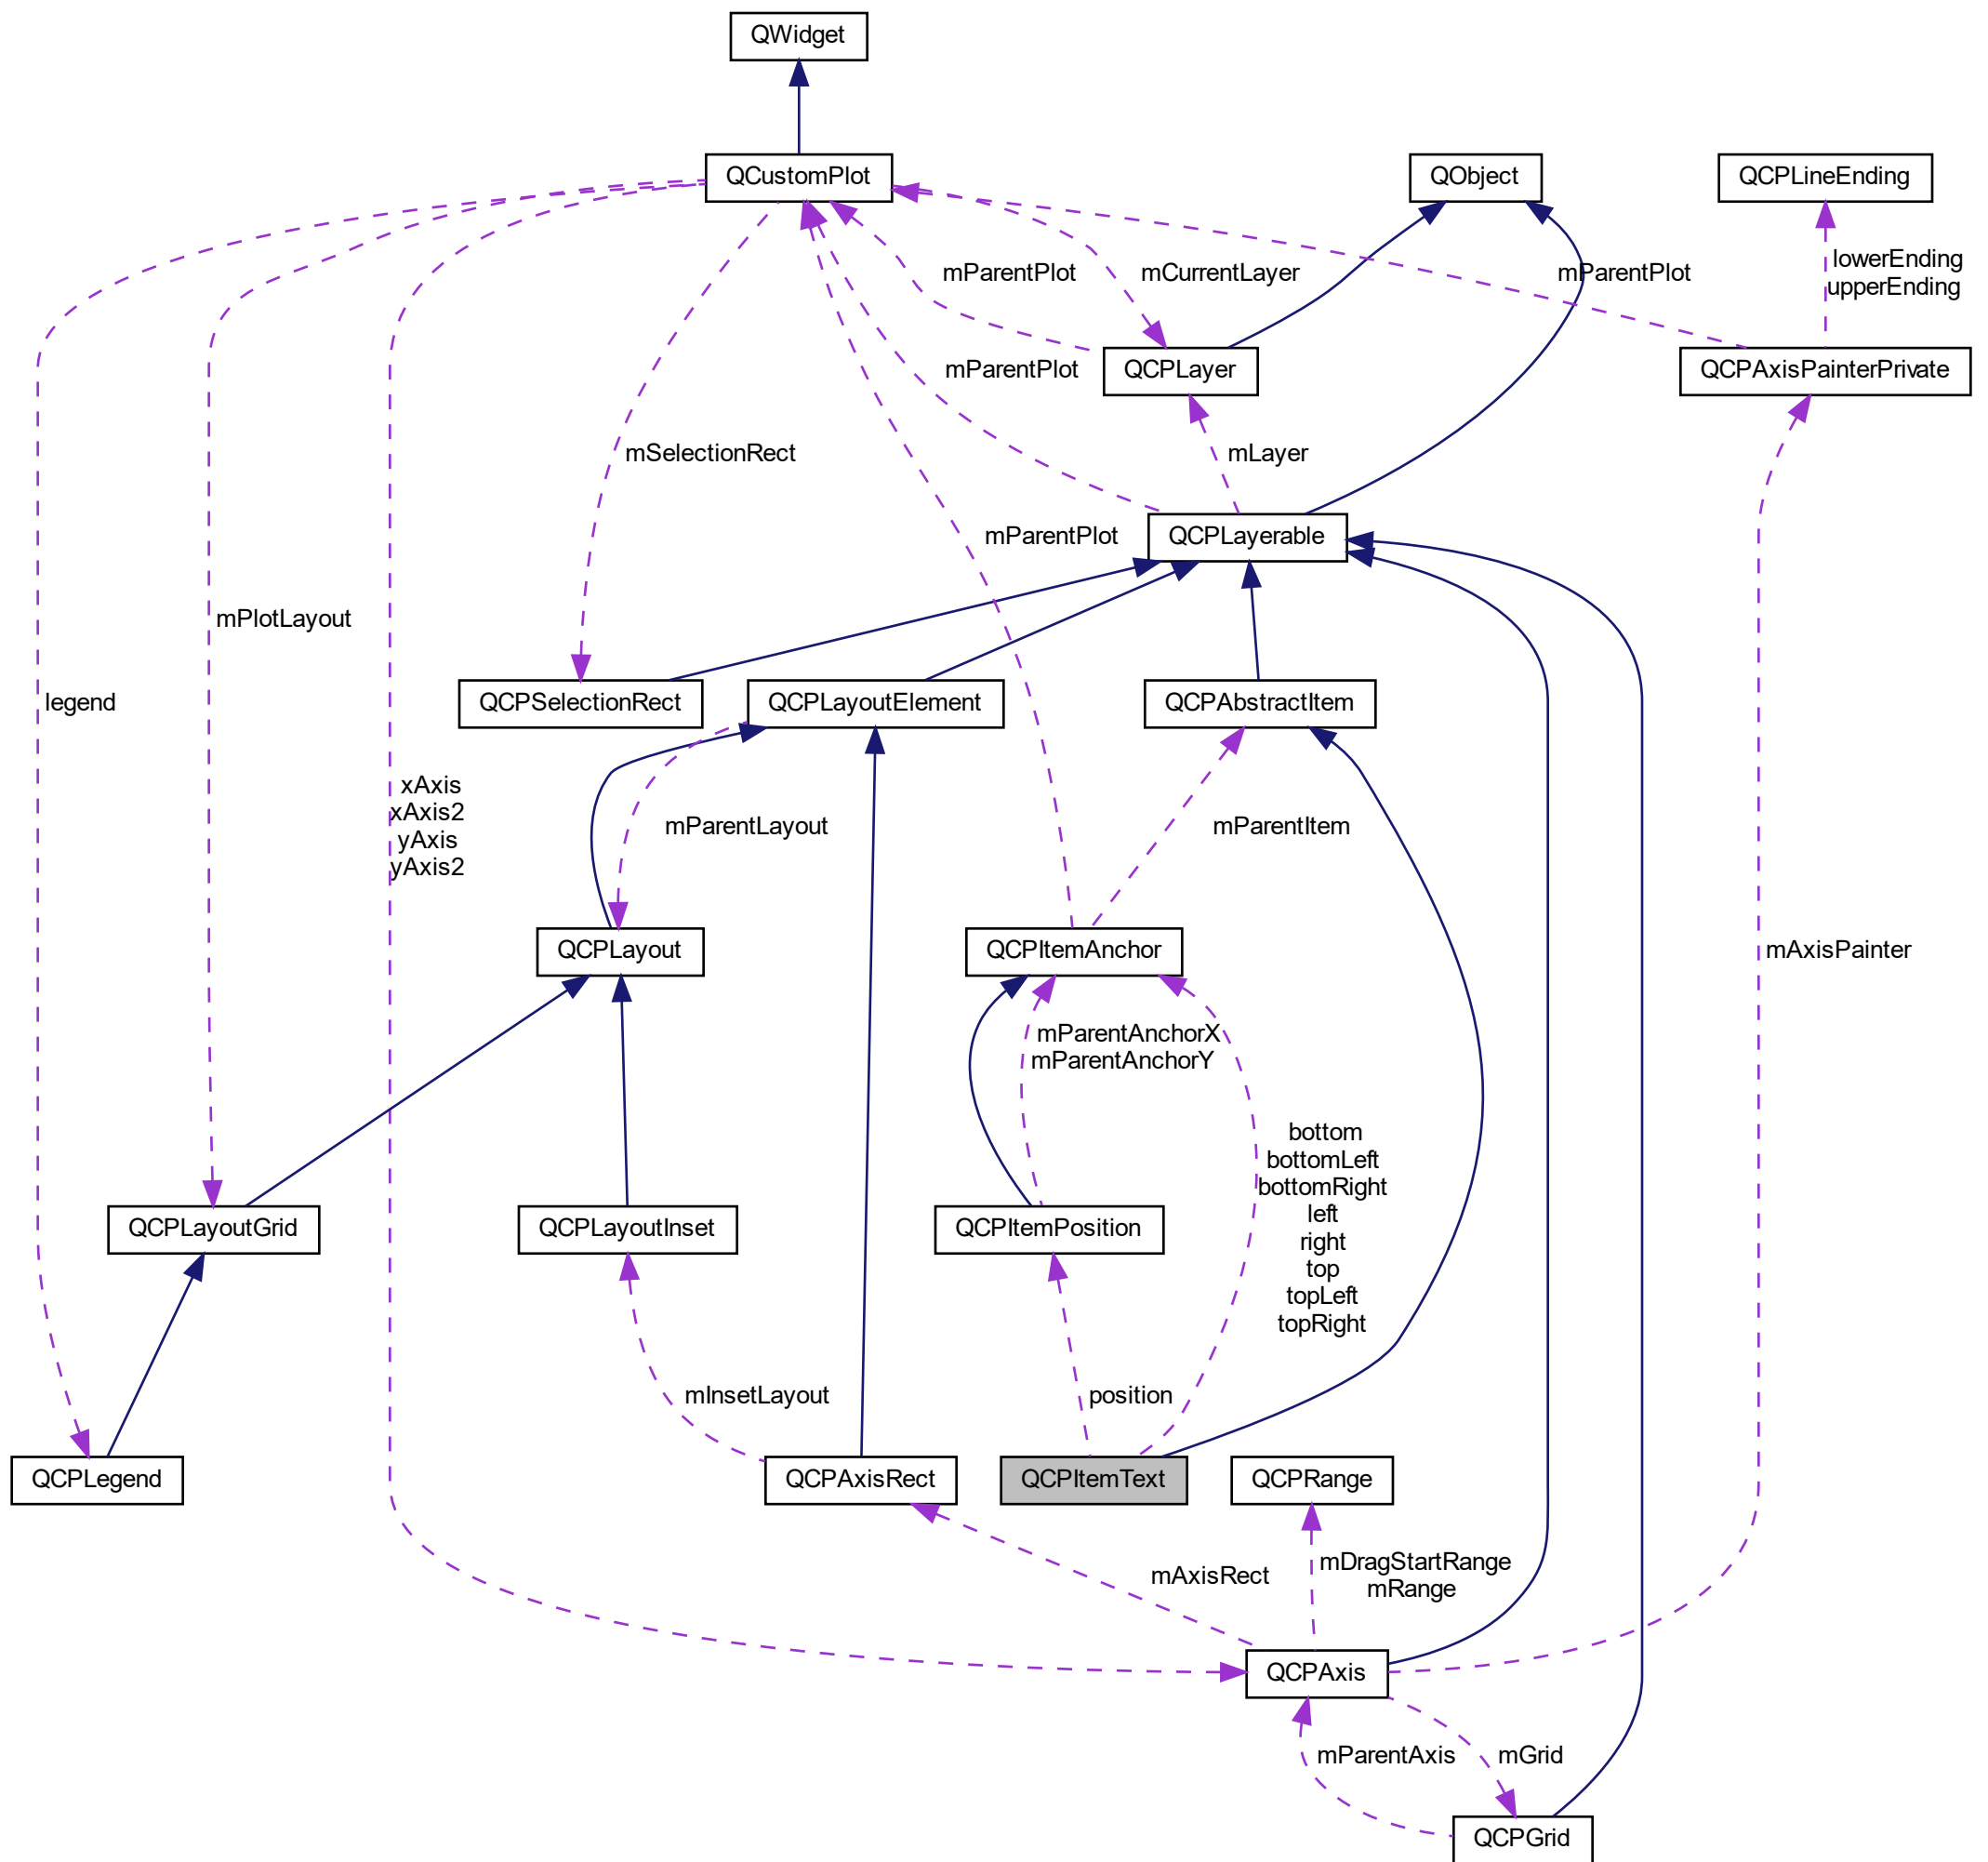 QWidget
QCustomPlot
QObject
QCPLineEnding
mParentPlot
mCurrentLayer
mParentPlot
lowerEnding
upperEnding
QCPLayer
QCPAxisPainterPrivate
mParentPlot
mSelectionRect
mLayer
mParentPlot
QCPLayerable
mPlotLayout
legend
QCPSelectionRect
QCPLayoutElement
QCPAbstractItem
xAxis
xAxis2
yAxis
yAxis2
mParentLayout
mParentItem
QCPLayout
QCPItemAnchor
mAxisPainter
mParentAnchorX
mParentAnchorY
bottom
bottomLeft
bottomRight
left
right
top
topLeft
topRight
QCPLayoutGrid
QCPLayoutInset
QCPItemPosition
mInsetLayout
position
QCPLegend
QCPAxisRect
QCPItemText
QCPRange
mAxisRect
mDragStartRange
mRange
QCPAxis
mParentAxis
mGrid
QCPGrid